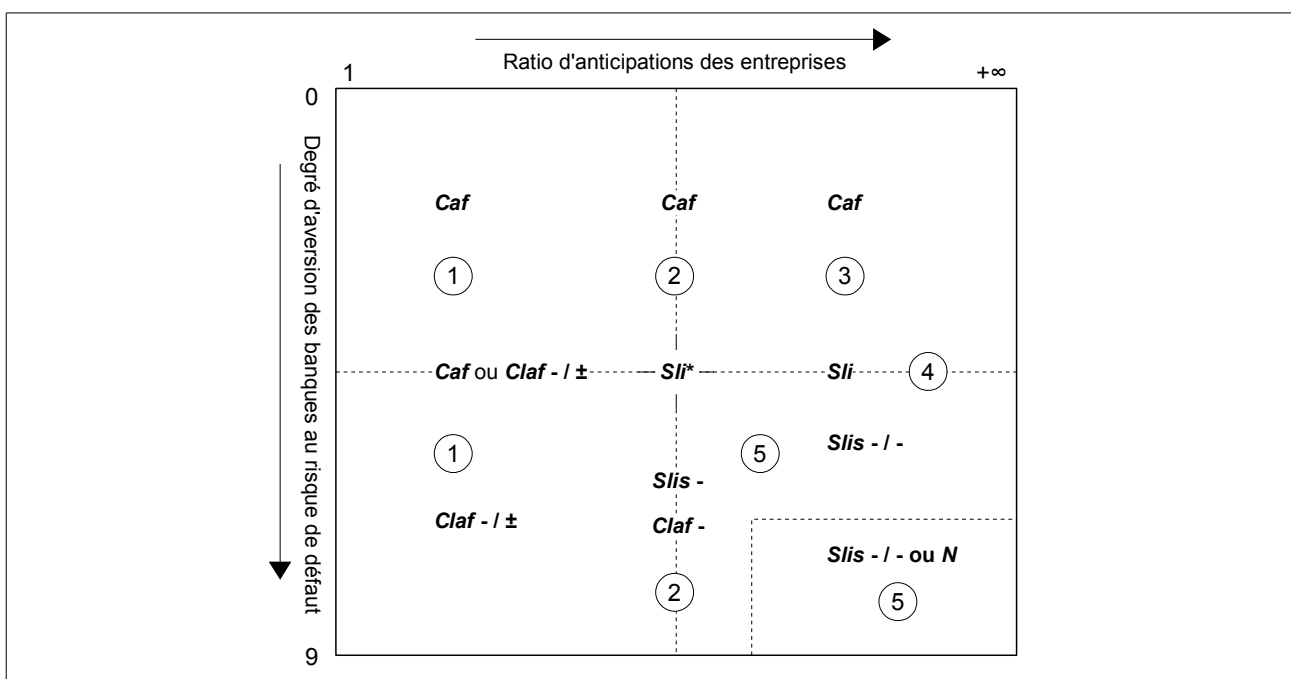 Ratio d'anticipations des entreprises
1
+∞
0
Degré d'aversion des banques au risque de défaut
Caf
Caf
Caf
1
2
3
Caf ou Claf - / ±
Sli*
Sli
4
1
5
Slis - / -
Slis -
Claf - / ±
Claf -
Slis - / - ou N
2
5
9